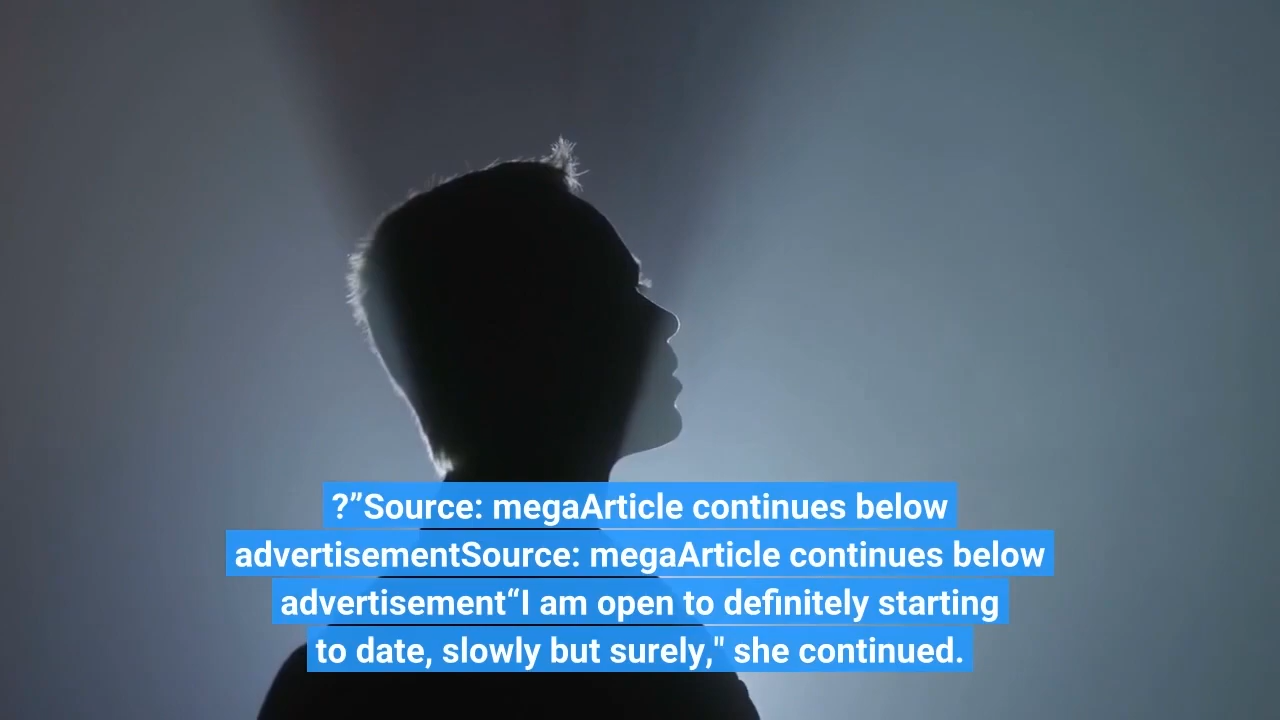 ?”Source: megaArticle continues below
advertisementSource: megaArticle continues below
advertisement“I am open to definitely starting
to date, slowly but surely," she continued.